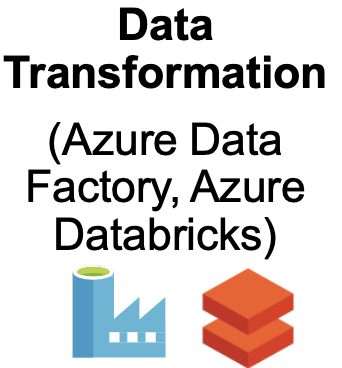 Data
Transformation
(Azure Data
Factory, Azure
Databricks)